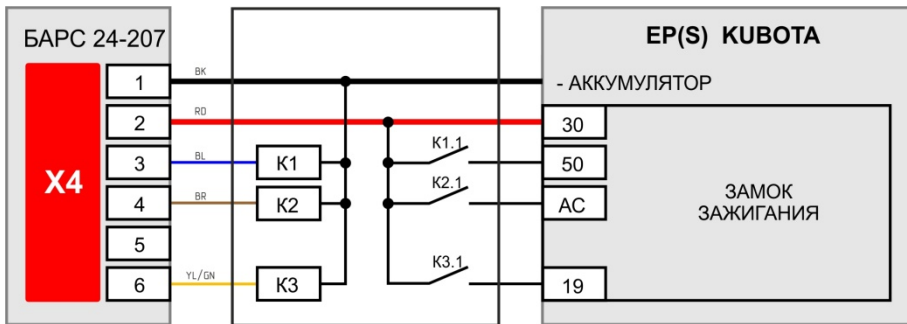 БАРС 24-207
EP(S) KUBOTA
X4
1
2
3
4
5
6
BK
RD
BL
BR
YL/GN
K1
K2
K3
K1.1
K2.1
K3.1
- АККУМУЛЯТОР
30
50
AC
19
ЗАМОК
ЗАЖИГАНИЯ